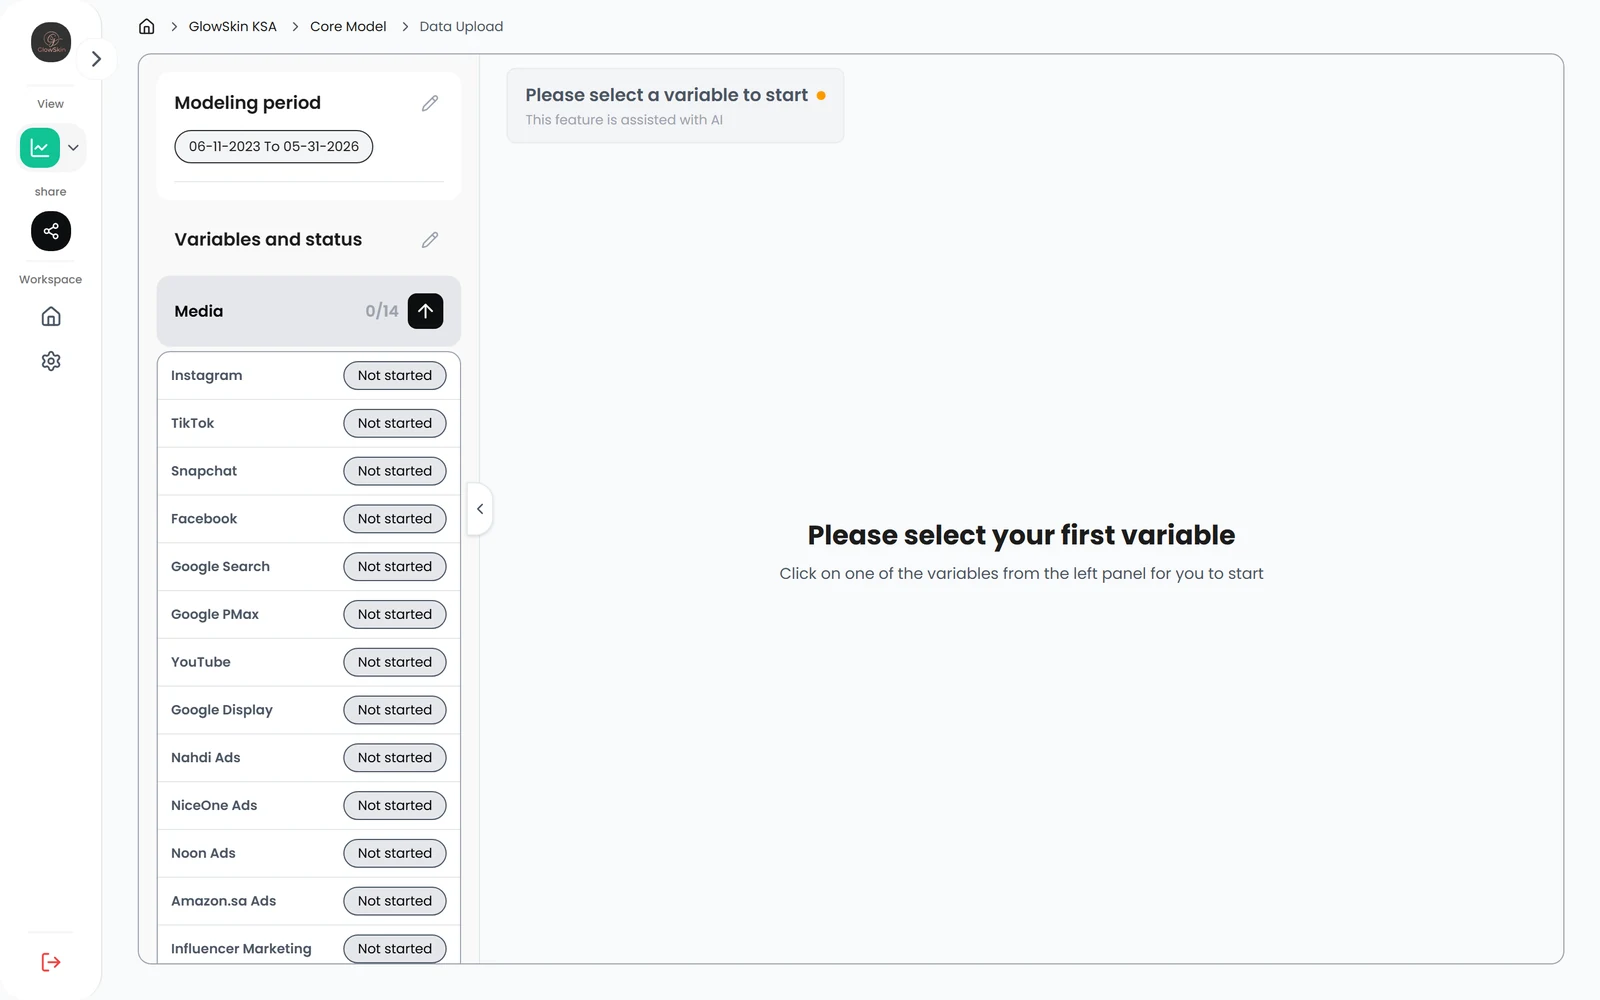 GlowSkin KSA > Core Model > Data Upload
GlowSkin
View
share
Workspace
Modeling period
06-11-2023 To 05-31-2026
Variables and status
Media 0/14
Instagram Not started
TikTok Not started
Snapchat Not started
Facebook Not started
Google Search Not started
Google PMax Not started
YouTube Not started
Google Display Not started
Nahdi Ads Not started
NiceOne Ads Not started
Noon Ads Not started
Amazon.sa Ads Not started
Influencer Marketing Not started
Please select a variable to start
This feature is assisted with AI
Please select your first variable
Click on one of the variables from the left panel for you to start